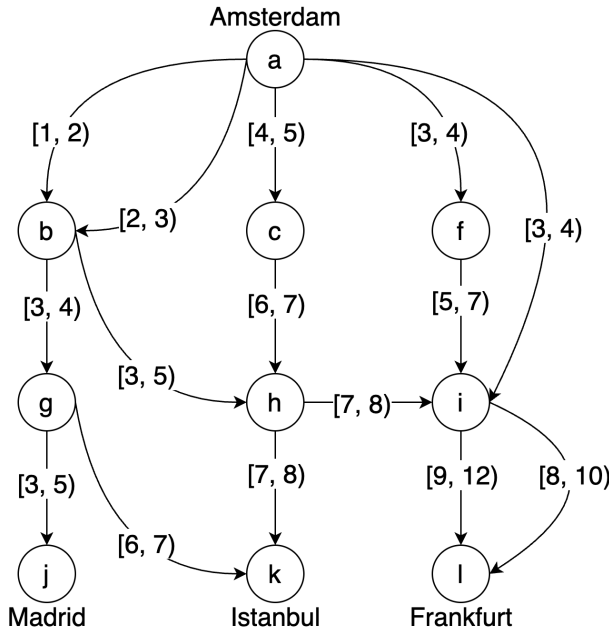 Amsterdam
a
[1, 2)
[4, 5)
[3, 4)
[2, 3)
[3, 4)
b
c
f
[3, 4)
[6, 7)
[5, 7)
[3, 5)
g
h
[7, 8)
i
[3, 5)
[7, 8)
[9, 12)
[8, 10)
[6, 7)
j
k
l
Madrid
Istanbul
Frankfurt